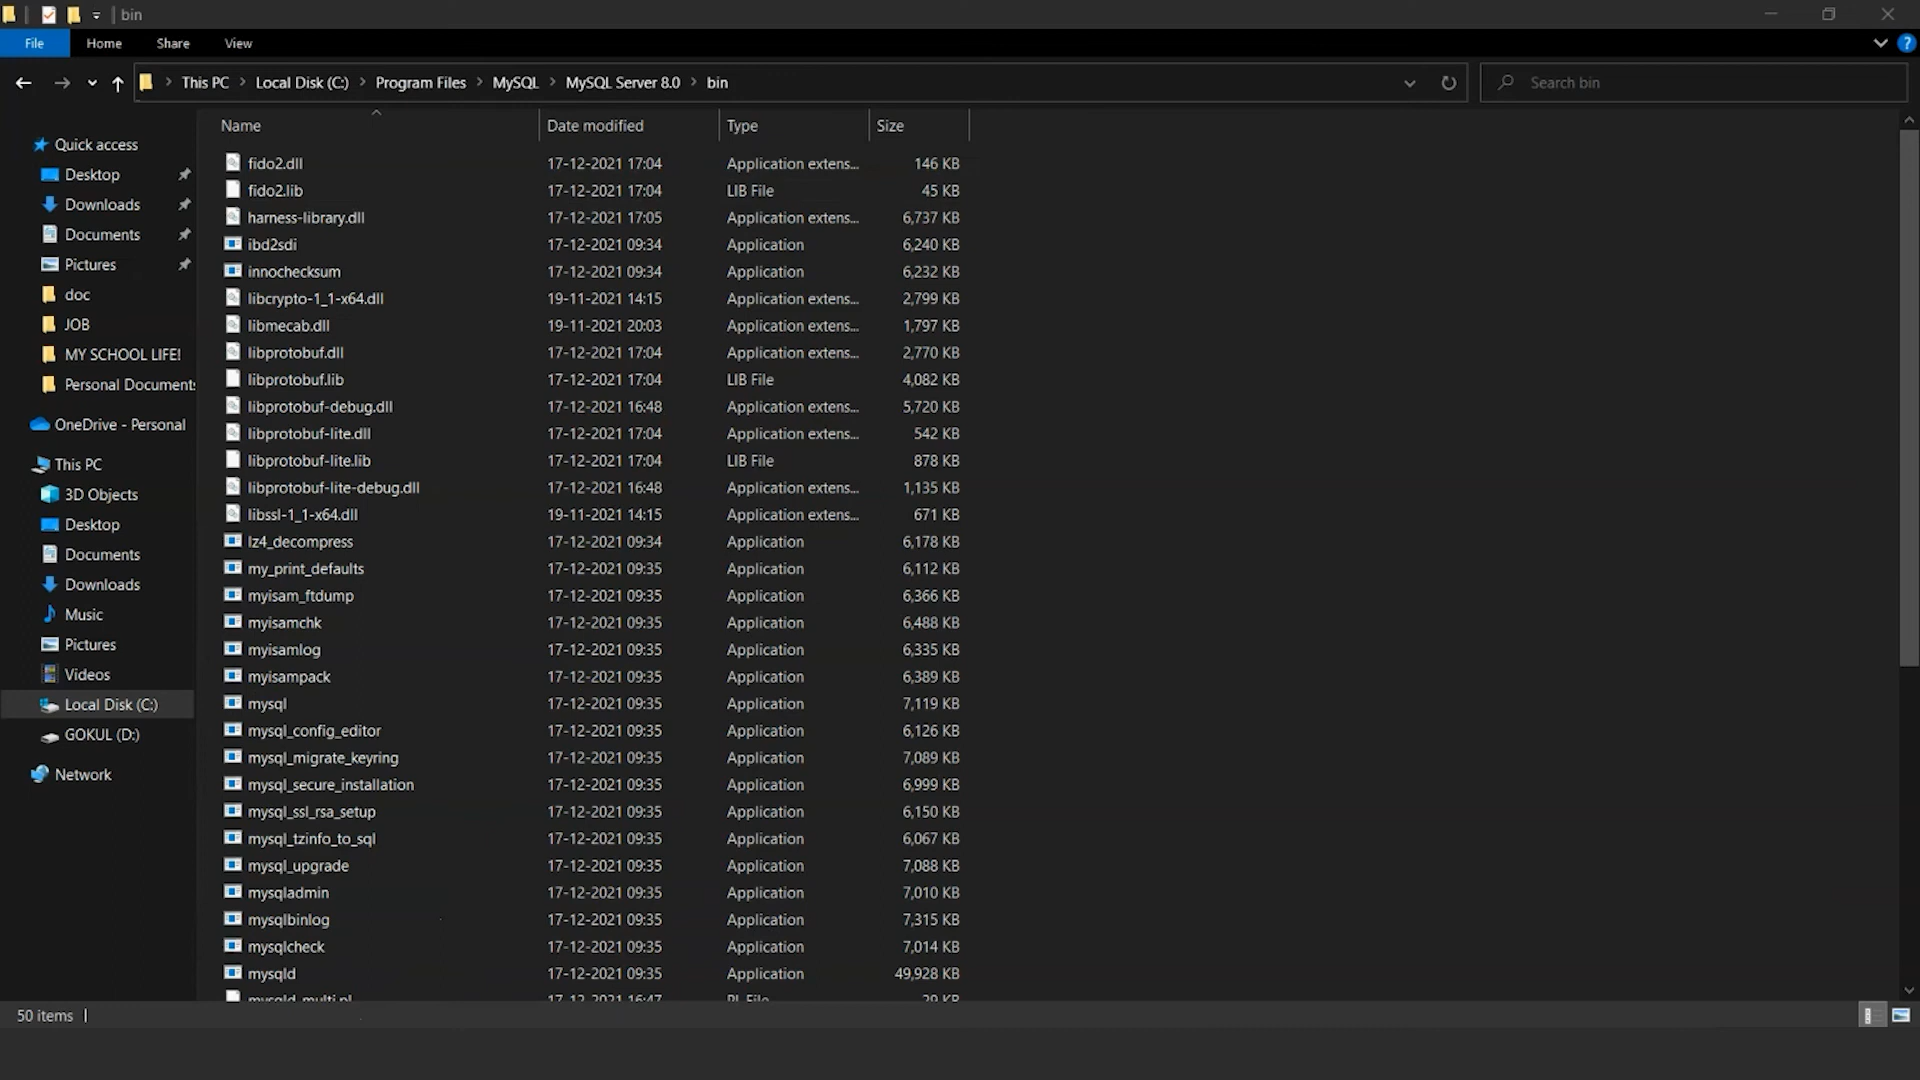 bin
File Home Share View
This PC Local Disk (C:) Program Files MySQL MySQL Server 8.0 bin Search bin
Name Date modified Type Size
Quick access
Desktop
Downloads
Documents
Pictures
doc
JOB
MY SCHOOL LIFE!
Personal Documents
OneDrive - Personal
This PC
3D Objects
Desktop
Documents
Downloads
Music
Pictures
Videos
Local Disk (C:)
GOKUL (D:)
Network
fido2.dll 17-12-2021 17:04 Application extens... 146 KB
fido2.lib 17-12-2021 17:04 LIB File 45 KB
harness-library.dll 17-12-2021 17:05 Application extens... 6,737 KB
ibd2sdi 17-12-2021 09:34 Application 6,240 KB
innochecksum 17-12-2021 09:34 Application 6,232 KB
libcrypto-1_1-x64.dll 19-11-2021 14:15 Application extens... 2,799 KB
libmecab.dll 19-11-2021 20:03 Application extens... 1,797 KB
libprotobuf.dll 17-12-2021 17:04 Application extens... 2,770 KB
libprotobuf.lib 17-12-2021 17:04 LIB File 4,082 KB
libprotobuf-debug.dll 17-12-2021 16:48 Application extens... 5,720 KB
libprotobuf-lite.dll 17-12-2021 17:04 Application extens... 542 KB
libprotobuf-lite.lib 17-12-2021 17:04 LIB File 878 KB
libprotobuf-lite-debug.dll 17-12-2021 16:48 Application extens... 1,135 KB
libssl-1_1-x64.dll 19-11-2021 14:15 Application extens... 671 KB
lz4_decompress 17-12-2021 09:34 Application 6,178 KB
my_print_defaults 17-12-2021 09:35 Application 6,112 KB
myisam_ftdump 17-12-2021 09:35 Application 6,366 KB
myisamchk 17-12-2021 09:35 Application 6,488 KB
myisamlog 17-12-2021 09:35 Application 6,335 KB
myisampack 17-12-2021 09:35 Application 6,389 KB
mysql 17-12-2021 09:35 Application 7,119 KB
mysql_config_editor 17-12-2021 09:35 Application 6,126 KB
mysql_migrate_keyring 17-12-2021 09:35 Application 7,089 KB
mysql_secure_installation 17-12-2021 09:35 Application 6,999 KB
mysql_ssl_rsa_setup 17-12-2021 09:35 Application 6,150 KB
mysql_tzinfo_to_sql 17-12-2021 09:35 Application 6,067 KB
mysql_upgrade 17-12-2021 09:35 Application 7,088 KB
mysqladmin 17-12-2021 09:35 Application 7,010 KB
mysqlbinlog 17-12-2021 09:35 Application 7,315 KB
mysqlcheck 17-12-2021 09:35 Application 7,014 KB
mysqld 17-12-2021 09:35 Application 49,928 KB
mysqld_multi.pl 17-12-2021 16:47 PL File 29 KB
50 items